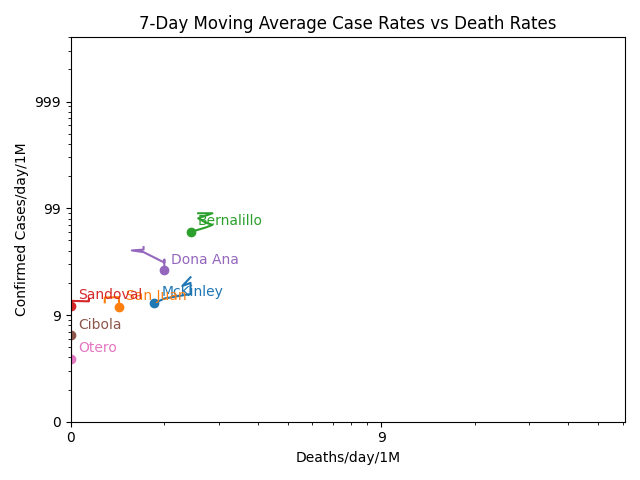 7-Day Moving Average Case Rates vs Death Rates
Confirmed Cases/day/1M
999
99
9
0
Bernalillo
Dona Ana
McKinley
San Juan
Sandoval
Cibola
Otero
0
9
Deaths/day/1M